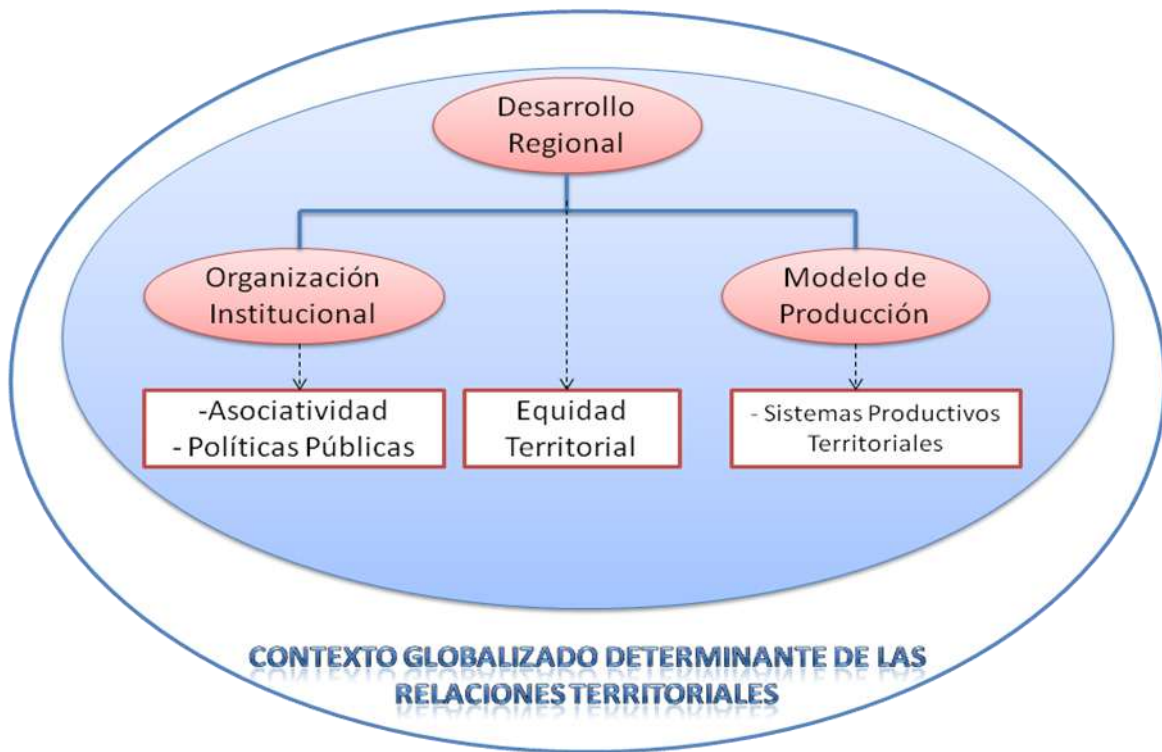 Desarrollo
Regional
Organización
Institucional
Modelo de
Producción
-Asociatividad
- Políticas Públicas
Equidad
Territorial
- Sistemas Productivos
Territoriales
CONTEXTO GLOBALIZADO DETERMINANTE DE LAS
RELACIONES TERRITORIALES